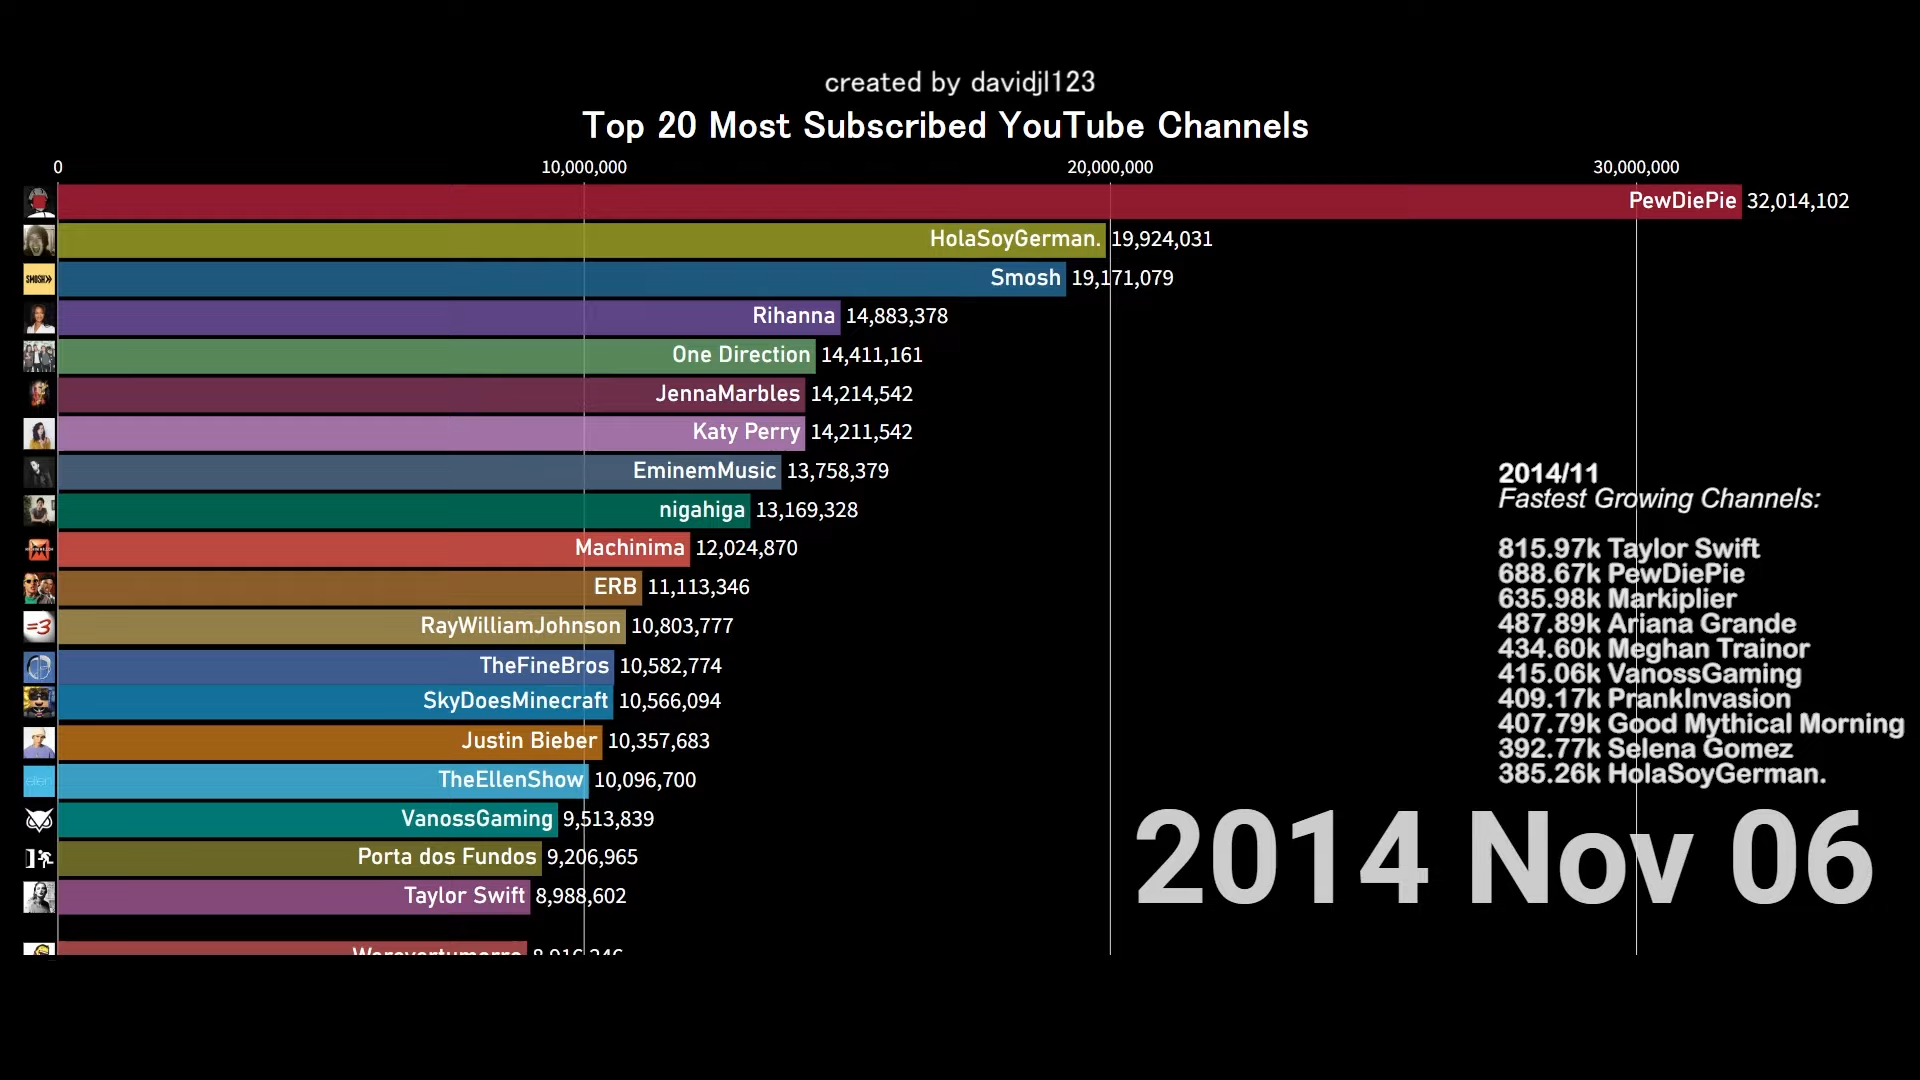 created by davidjl123
Top 20 Most Subscribed YouTube Channels
0 10,000,000 20,000,000 30,000,000
PewDiePie 32,014,102
HolaSoyGerman. 19,924,031
SMOSH Smosh 19,171,079
Rihanna 14,883,378
One Direction 14,411,161
JennaMarbles 14,214,542
Katy Perry 14,211,542
EminemMusic 13,758,379
nigahiga 13,169,328
Machinima 12,024,870
ERB 11,113,346
=3 RayWilliamJohnson 10,803,777
TheFineBros 10,582,774
SkyDoesMinecraft 10,566,094
Justin Bieber 10,357,683
TheEllenShow 10,096,700
VanossGaming 9,513,839
Porta dos Fundos 9,206,965
Taylor Swift 8,988,602
2014/11
Fastest Growing Channels:
815.97k Taylor Swift
688.67k PewDiePie
635.98k Markiplier
487.89k Ariana Grande
434.60k Meghan Trainor
415.06k VanossGaming
409.17k PrankInvasion
407.79k Good Mythical Morning
392.77k Selena Gomez
385.26k HolaSoyGerman.
2014 Nov 06